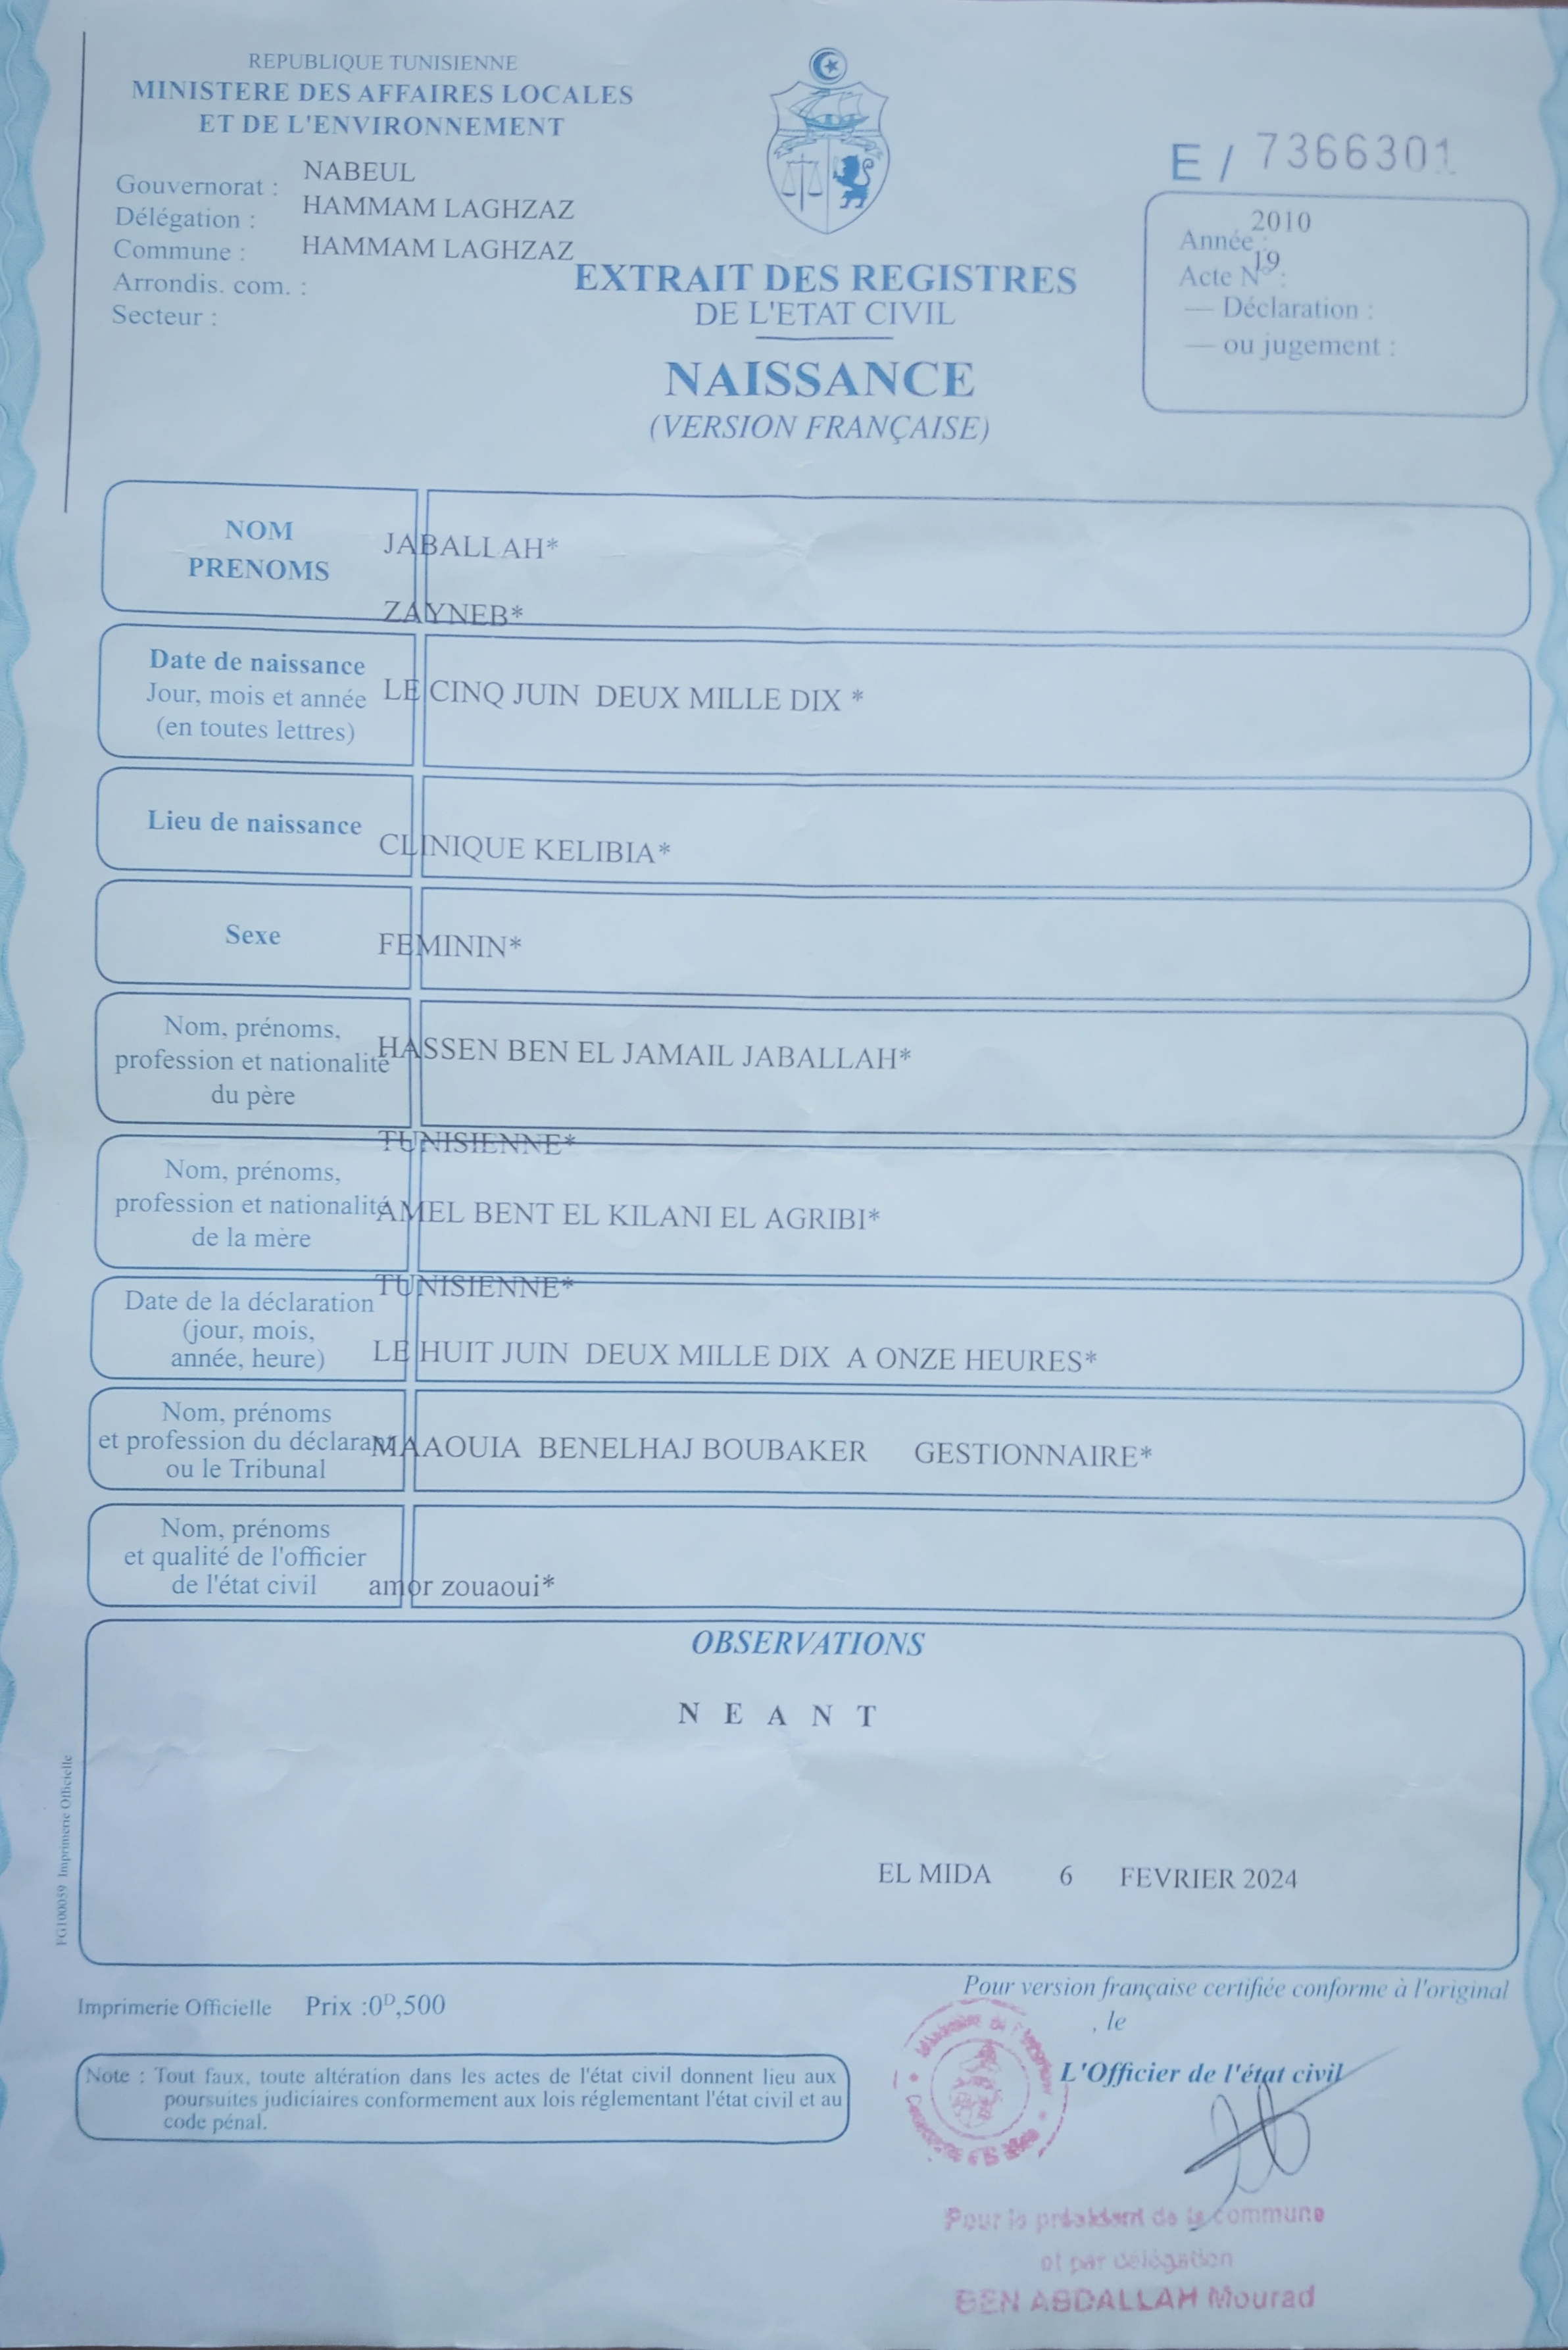 REPUBLIQUE TUNISIENNE
MINISTERE DES AFFAIRES LOCALES
ET DE L'ENVIRONNEMENT
Gouvernorat : NABEUL
Délégation : HAMMAM LAGHZAZ
Commune : HAMMAM LAGHZAZ
Arrondis. com. :
Secteur :
E / 7366301
Année : 2010
Acte N° : 19
— Déclaration :
— ou jugement :
EXTRAIT DES REGISTRES
DE L'ETAT CIVIL
NAISSANCE
(VERSION FRANÇAISE)
NOM
PRENOMS
JABALLAH*
ZAYNEB*
Date de naissance
Jour, mois et année
(en toutes lettres)
LE CINQ JUIN DEUX MILLE DIX *
Lieu de naissance
CLINIQUE KELIBIA*
Sexe
FEMININ*
Nom, prénoms,
profession et nationalité
du père
HASSEN BEN EL JAMAIL JABALLAH*
TUNISIENNE*
Nom, prénoms,
profession et nationalité
de la mère
AMEL BENT EL KILANI EL AGRIBI*
TUNISIENNE*
Date de la déclaration
(jour, mois,
année, heure)
LE HUIT JUIN DEUX MILLE DIX A ONZE HEURES*
Nom, prénoms
et profession du déclarant
ou le Tribunal
MAAOUIA BENELHAJ BOUBAKER GESTIONNAIRE*
Nom, prénoms
et qualité de l'officier
de l'état civil
amor zouaoui*
OBSERVATIONS
N E A N T
EL MIDA 6 FEVRIER 2024
FG100059 Imprimerie Officielle
Imprimerie Officielle Prix :0ᴰ,500
Pour version française certifiée conforme à l'original
, le
L'Officier de l'état civil
Note : Tout faux, toute altération dans les actes de l'état civil donnent lieu aux
poursuites judiciaires conformement aux lois réglementant l'état civil et au
code pénal.
Pour le président de la commune
et par délégation
BEN ABDALLAH Mourad